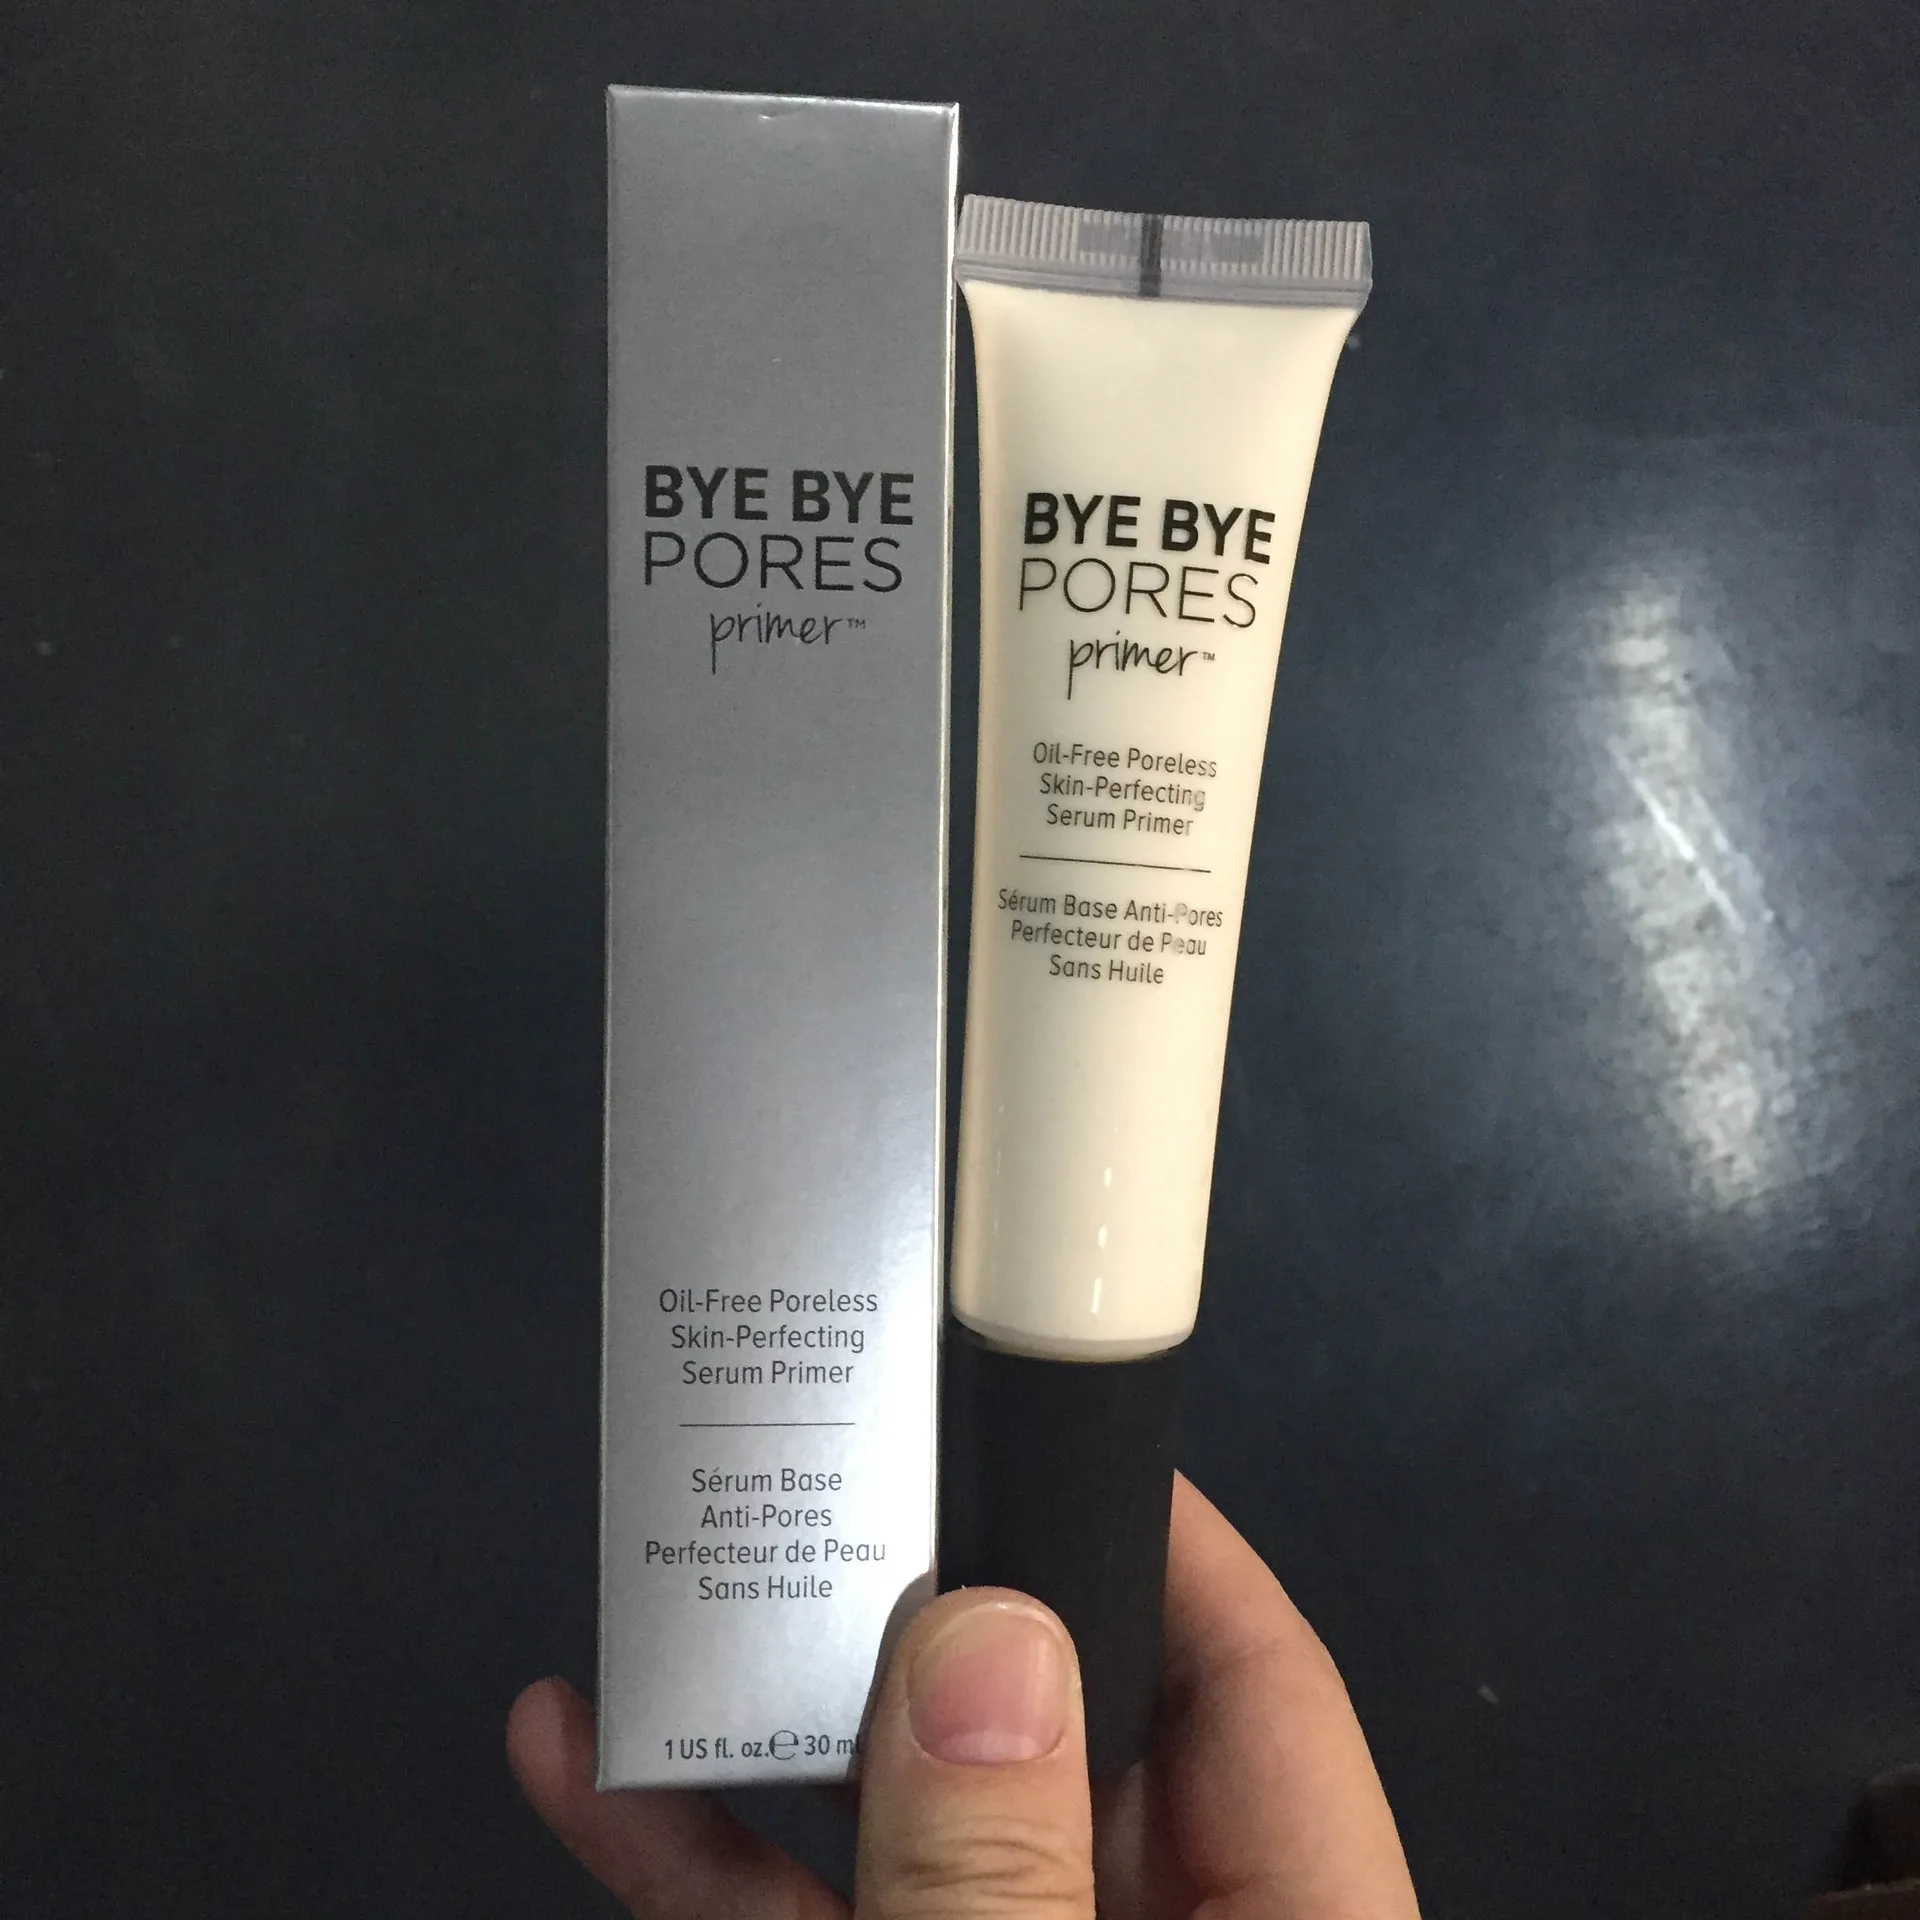 BYE BYE
PORES
primer™
Oil-Free Poreless
Skin-Perfecting
Serum Primer
Sérum Base
Anti-Pores
Perfecteur de Peau
Sans Huile
1 US fl. oz. ℮ 30 ml
BYE BYE
PORES
primer™
Oil-Free Poreless
Skin-Perfecting
Serum Primer
Sérum Base Anti-Pores
Perfecteur de Peau
Sans Huile